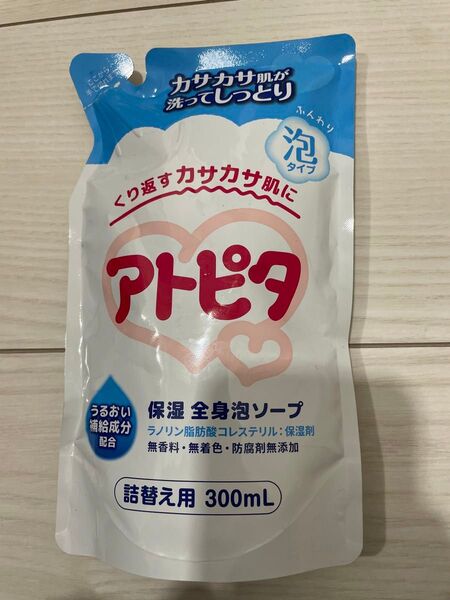 カサカサ肌が
洗ってしっとり
ふんわり
泡
タイプ
くり返すカサカサ肌に
アトピタ
うるおい
補給成分
配合
保湿 全身泡ソープ
ラノリン脂肪酸コレステリル:保湿剤
無香料・無着色・防腐剤無添加
詰替え用 300mL